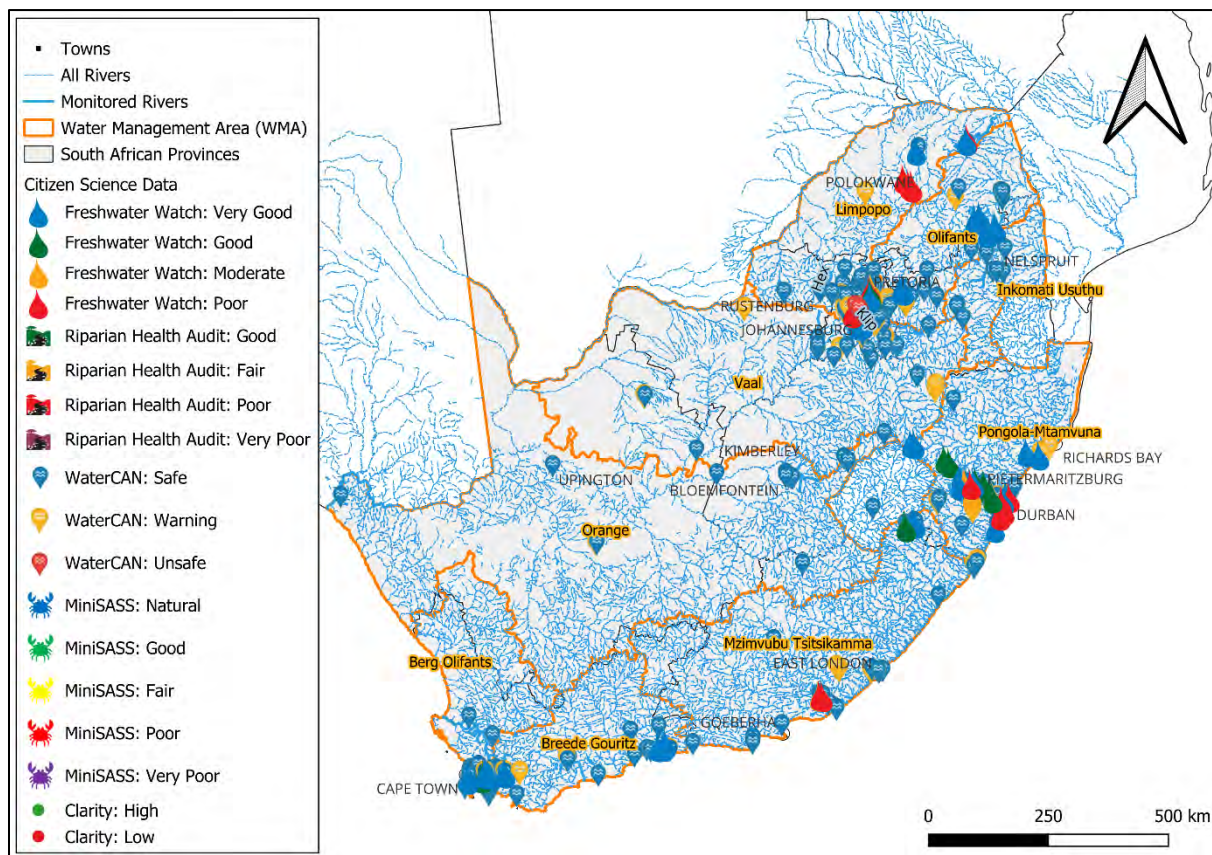 Towns
All Rivers
Monitored Rivers
Water Management Area (WMA)
South African Provinces
Citizen Science Data
Freshwater Watch: Very Good
Freshwater Watch: Good
Freshwater Watch: Moderate
Freshwater Watch: Poor
Riparian Health Audit: Good
Riparian Health Audit: Fair
Riparian Health Audit: Poor
Riparian Health Audit: Very Poor
WaterCAN: Safe
WaterCAN: Warning
WaterCAN: Unsafe
MiniSASS: Natural
MiniSASS: Good
MiniSASS: Fair
MiniSASS: Poor
MiniSASS: Very Poor
Clarity: High
Clarity: Low
POLOKWANE
Limpopo
Olifants
NELSPRUIT
Hex
PRETORIA
Inkomati Usuthu
RUSTENBURG
Klip
JOHANNESBURG
Vaal
Pongola-Mtamvuna
KIMBERLEY
RICHARDS BAY
UPINGTON
BLOEMFONTEIN
PIETERMARITZBURG
DURBAN
Orange
Mzimvubu Tsitsikamma
EAST LONDON
Berg Olifants
GQEBERHA
Breede Gouritz
CAPE TOWN
0 250 500 km